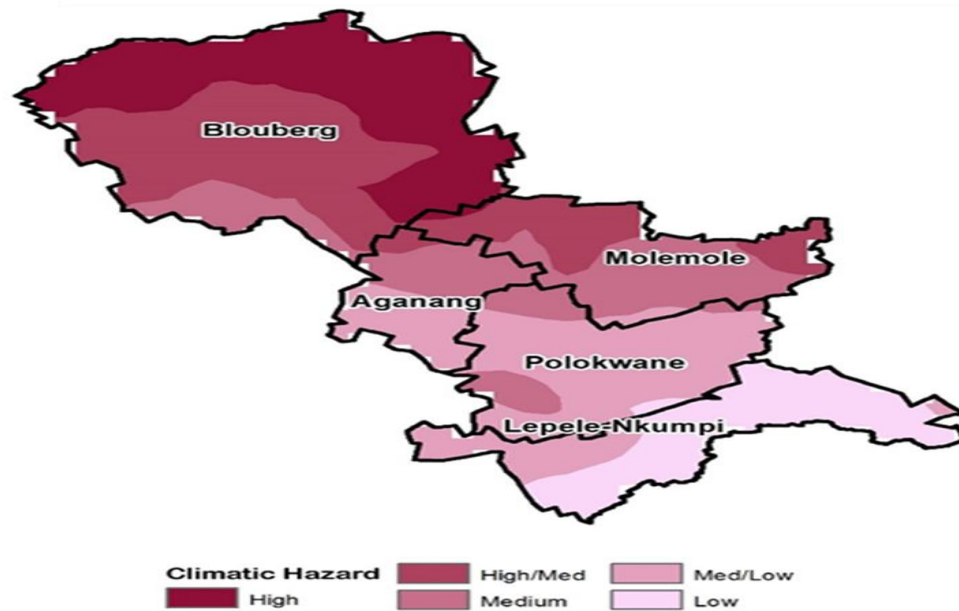 Blouberg
Molemole
Aganang
Polokwane
Lepele-Nkumpi
Climatic Hazard
High/Med
Med/Low
High
Medium
Low